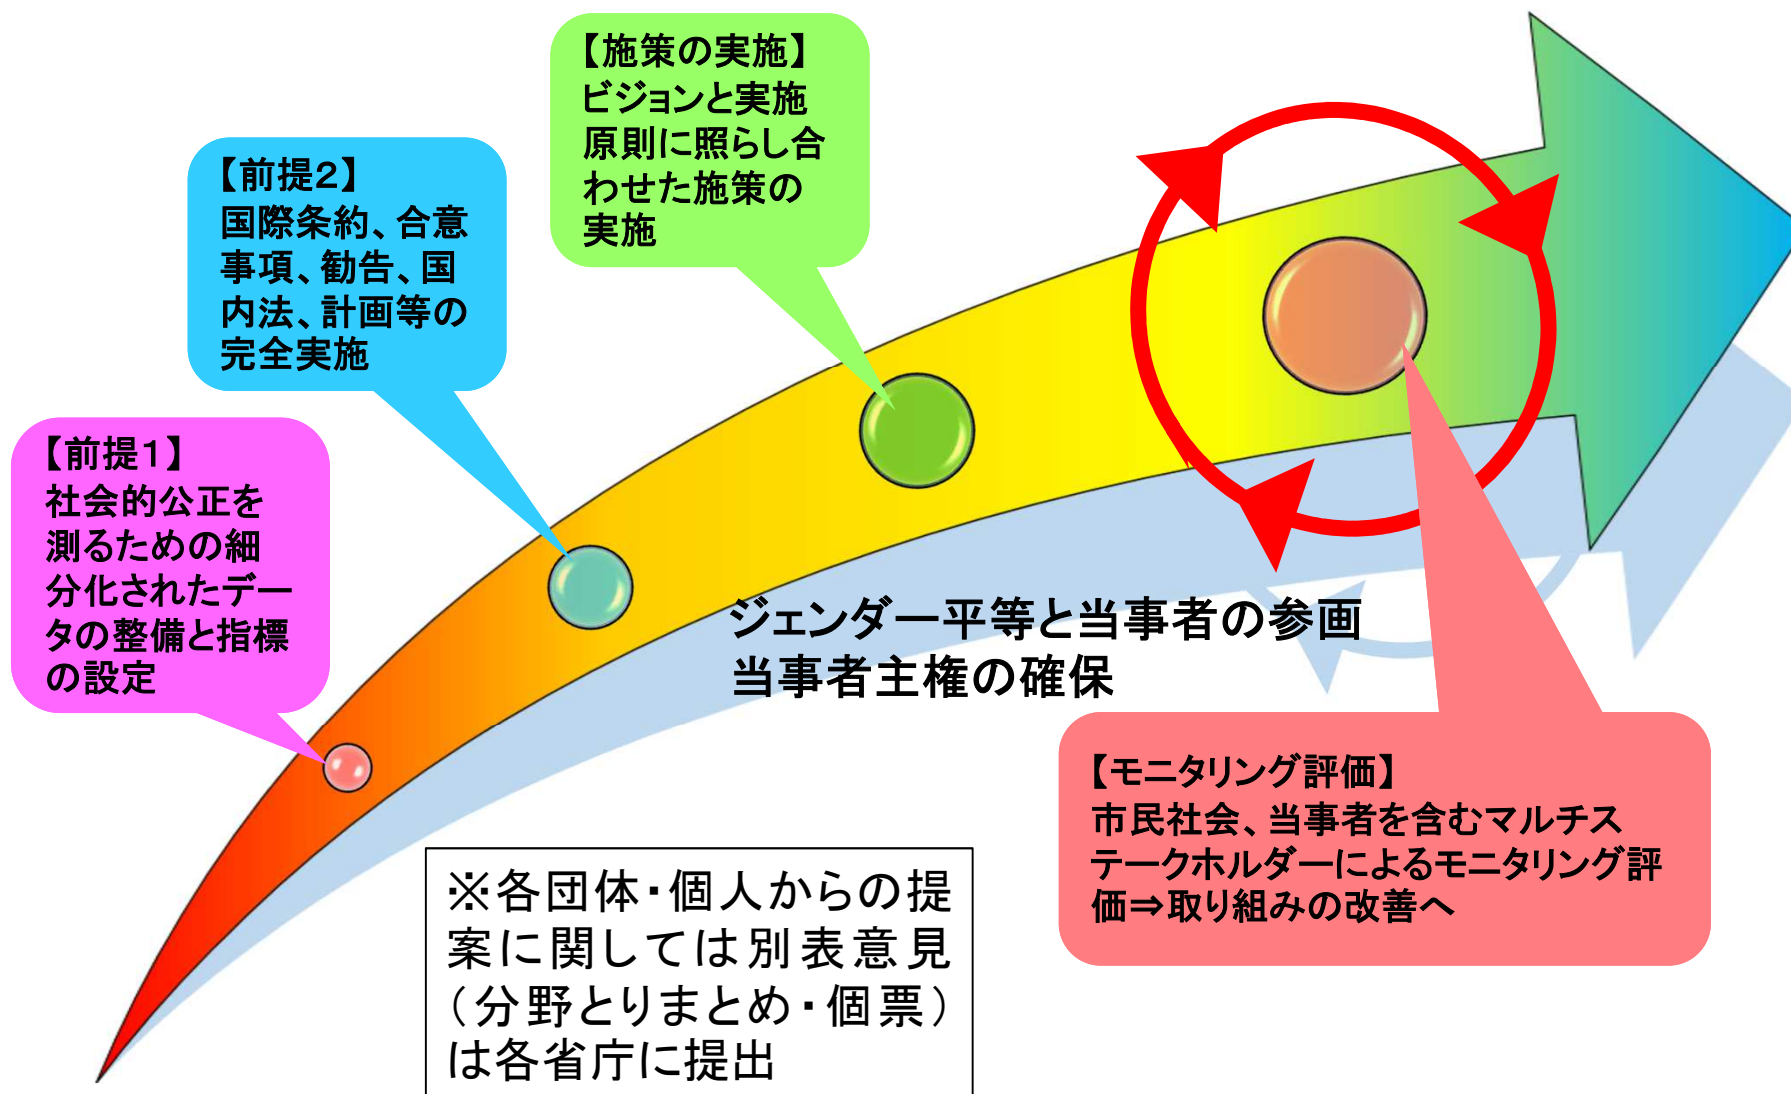 【施策の実施】
ビジョンと実施
原則に照らし合
わせた施策の
実施
【前提2】
国際条約、合意
事項、勧告、国
内法、計画等の
完全実施
【前提1】
社会的公正を
測るための細
分化されたデー
タの整備と指標
の設定
ジェンダー平等と当事者の参画
当事者主権の確保
【モニタリング評価】
市民社会、当事者を含むマルチス
テークホルダーによるモニタリング評
価⇒取り組みの改善へ
※各団体・個人からの提
案に関しては別表意見
（分野とりまとめ・個票）
は各省庁に提出